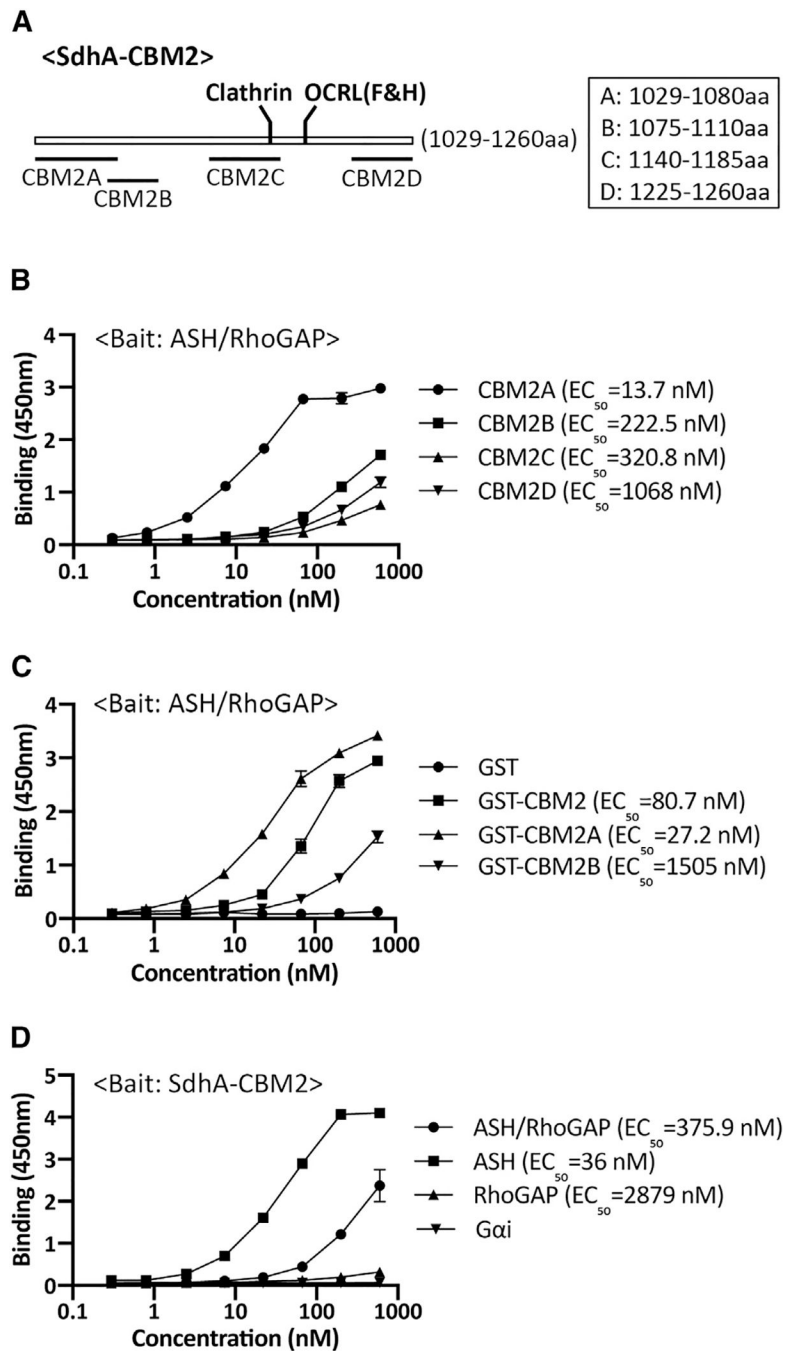 A
<SdhA-CBM2>
Clathrin OCRL(F&H)
(1029-1260aa)
CBM2A
CBM2B
CBM2C
CBM2D
A: 1029-1080aa
B: 1075-1110aa
C: 1140-1185aa
D: 1225-1260aa
B
<Bait: ASH/RhoGAP>
Binding (450nm)
4
3
2
1
0
0.1 1 10 100 1000
Concentration (nM)
CBM2A (EC50=13.7 nM)
CBM2B (EC50=222.5 nM)
CBM2C (EC50=320.8 nM)
CBM2D (EC50=1068 nM)
C
<Bait: ASH/RhoGAP>
Binding (450nm)
4
3
2
1
0
0.1 1 10 100 1000
Concentration (nM)
GST
GST-CBM2 (EC50=80.7 nM)
GST-CBM2A (EC50=27.2 nM)
GST-CBM2B (EC50=1505 nM)
D
<Bait: SdhA-CBM2>
Binding (450nm)
5
4
3
2
1
0
0.1 1 10 100 1000
Concentration (nM)
ASH/RhoGAP (EC50=375.9 nM)
ASH (EC50=36 nM)
RhoGAP (EC50=2879 nM)
Gαi